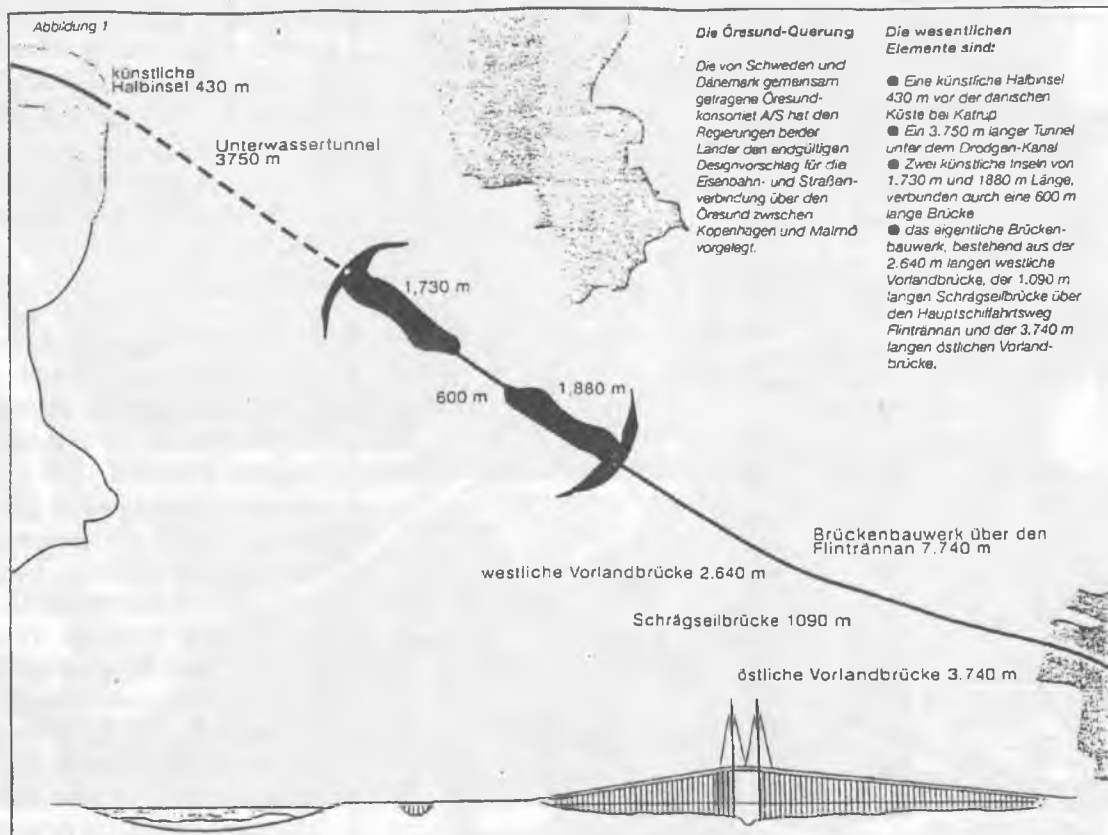 Abbildung 1
künstliche
Halbinsel 430 m
Unterwassertunnel
3750 m
1,730 m
600 m
1,880 m
Brückenbauwerk über den
Flintrännan 7.740 m
westliche Vorlandbrücke 2.640 m
Schrägseilbrücke 1090 m
östliche Vorlandbrücke 3.740 m
Die Öresund-Querung
Die von Schweden und
Dänemark gemeinsam
getragene Öresund-
konsortiet A/S hat den
Regierungen beider
Länder den endgültigen
Designvorschlag für die
Eisenbahn- und Straßen-
verbindung über den
Öresund zwischen
Kopenhagen und Malmö
vorgelegt.
Die wesentlichen
Elemente sind:
● Eine künstliche Halbinsel
430 m vor der dänischen
Küste bei Katrup
● Ein 3.750 m langer Tunnel
unter dem Drodgen-Kanal
● Zwei künstliche Inseln von
1.730 m und 1880 m Länge,
verbunden durch eine 600 m
lange Brücke
● das eigentliche Brücken-
bauwerk, bestehend aus der
2.640 m langen westliche
Vorlandbrücke, der 1.090 m
langen Schrägseilbrücke über
den Hauptschiffahrtsweg
Flintrännan und der 3.740 m
langen östlichen Vorland-
brücke.